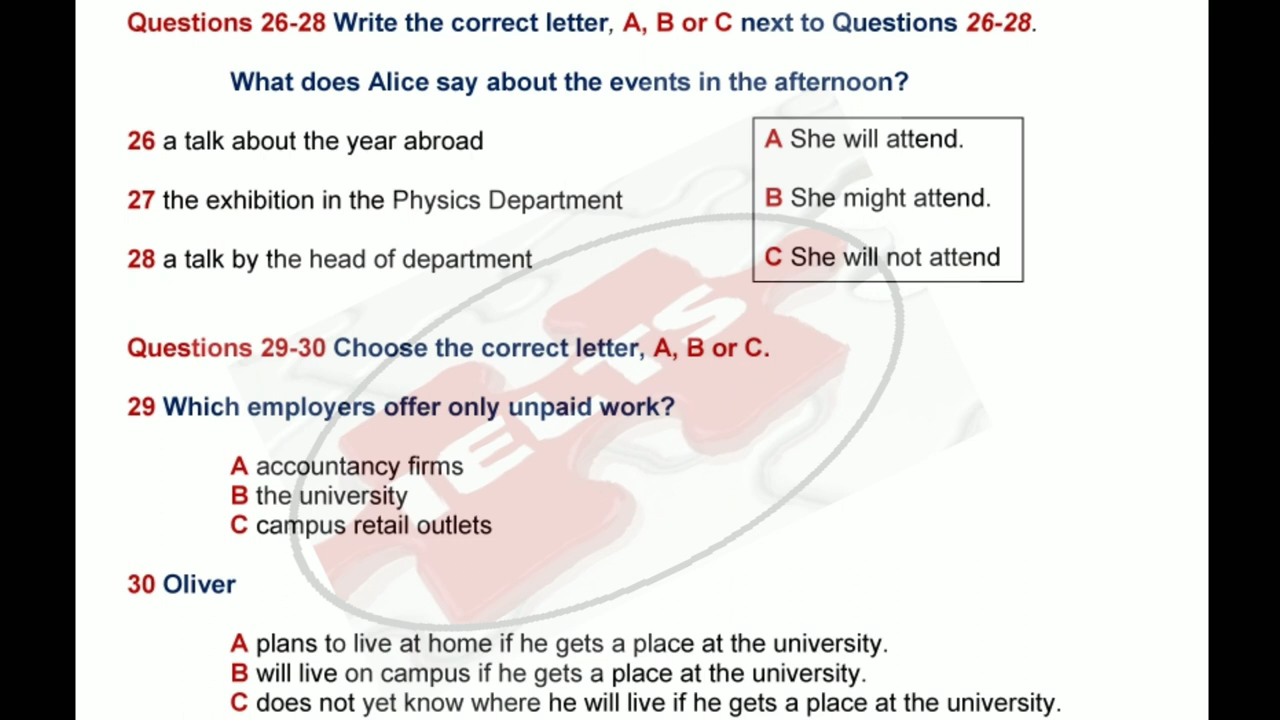 Questions 26-28 Write the correct letter, A, B or C next to Questions 26-28.
What does Alice say about the events in the afternoon?
26 a talk about the year abroad
A She will attend.
27 the exhibition in the Physics Department
B She might attend.
28 a talk by the head of department
C She will not attend
Questions 29-30 Choose the correct letter, A, B or C.
29 Which employers offer only unpaid work?
A accountancy firms
B the university
C campus retail outlets
30 Oliver
A plans to live at home if he gets a place at the university.
B will live on campus if he gets a place at the university.
C does not yet know where he will live if he gets a place at the university.
IELTS